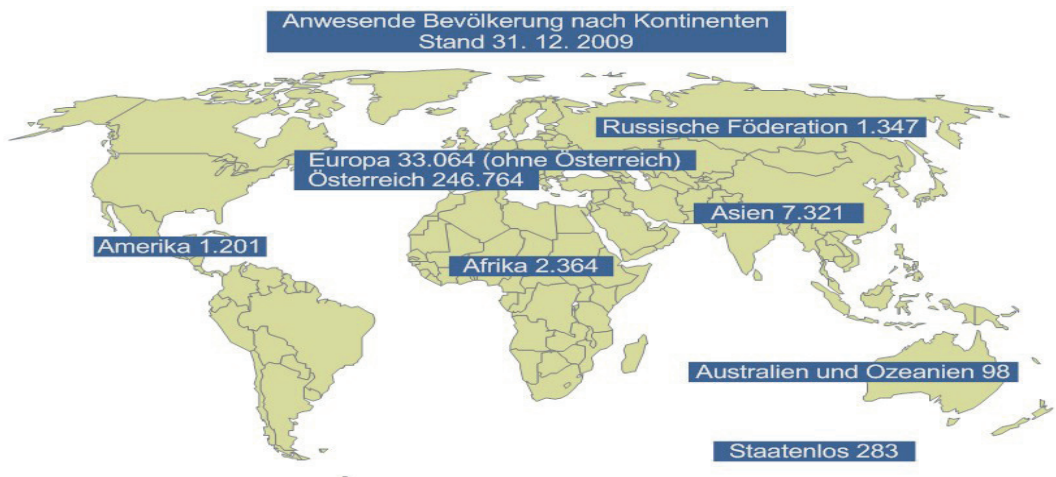 Anwesende Bevölkerung nach Kontinenten
Stand 31. 12. 2009
Russische Föderation 1.347
Europa 33.064 (ohne Österreich)
Österreich 246.764
Asien 7.321
Amerika 1.201
Afrika 2.364
Australien und Ozeanien 98
Staatenlos 283